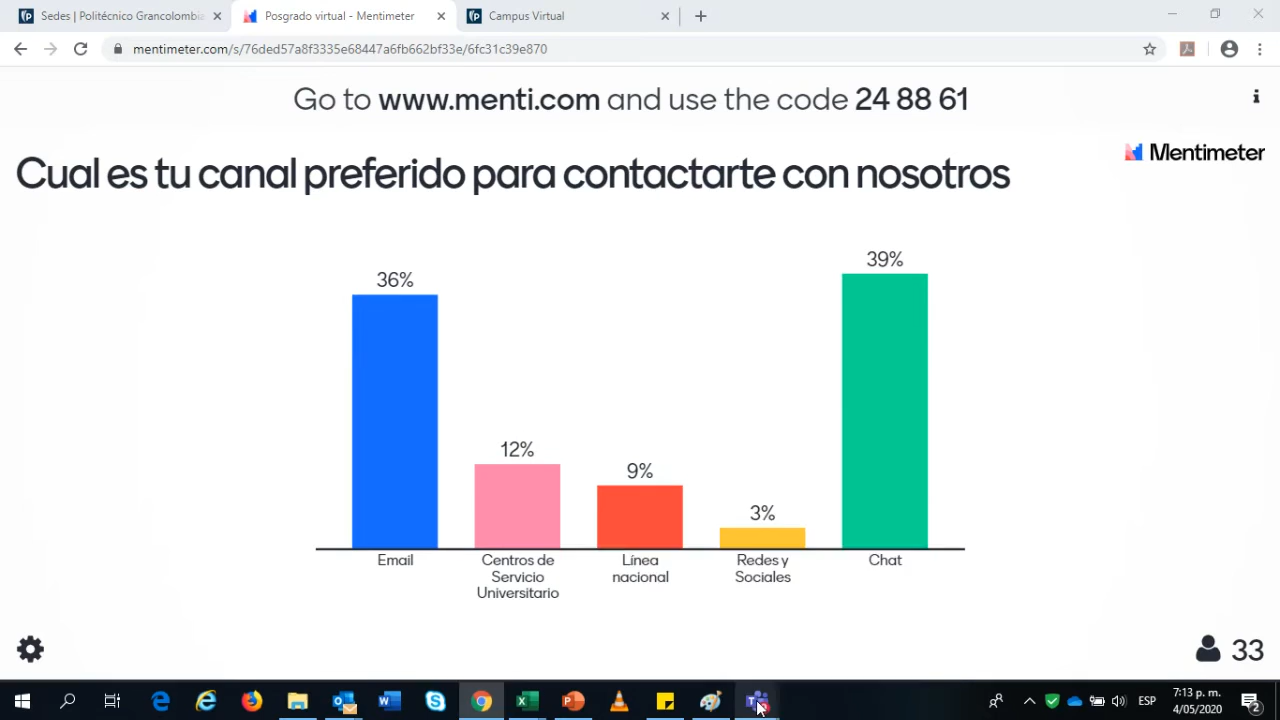 Sedes | Politécnico Grancolombia
Posgrado virtual - Mentimeter
Campus Virtual
mentimeter.com/s/76ded57a8f3335e68447a6fb662bf33e/6fc31c39e870
Go to www.menti.com and use the code 24 88 61
Mentimeter
Cual es tu canal preferido para contactarte con nosotros
36%
12%
9%
3%
39%
Email
Centros de
Servicio
Universitario
Línea
nacional
Redes y
Sociales
Chat
33
ESP
7:13 p. m.
4/05/2020
2